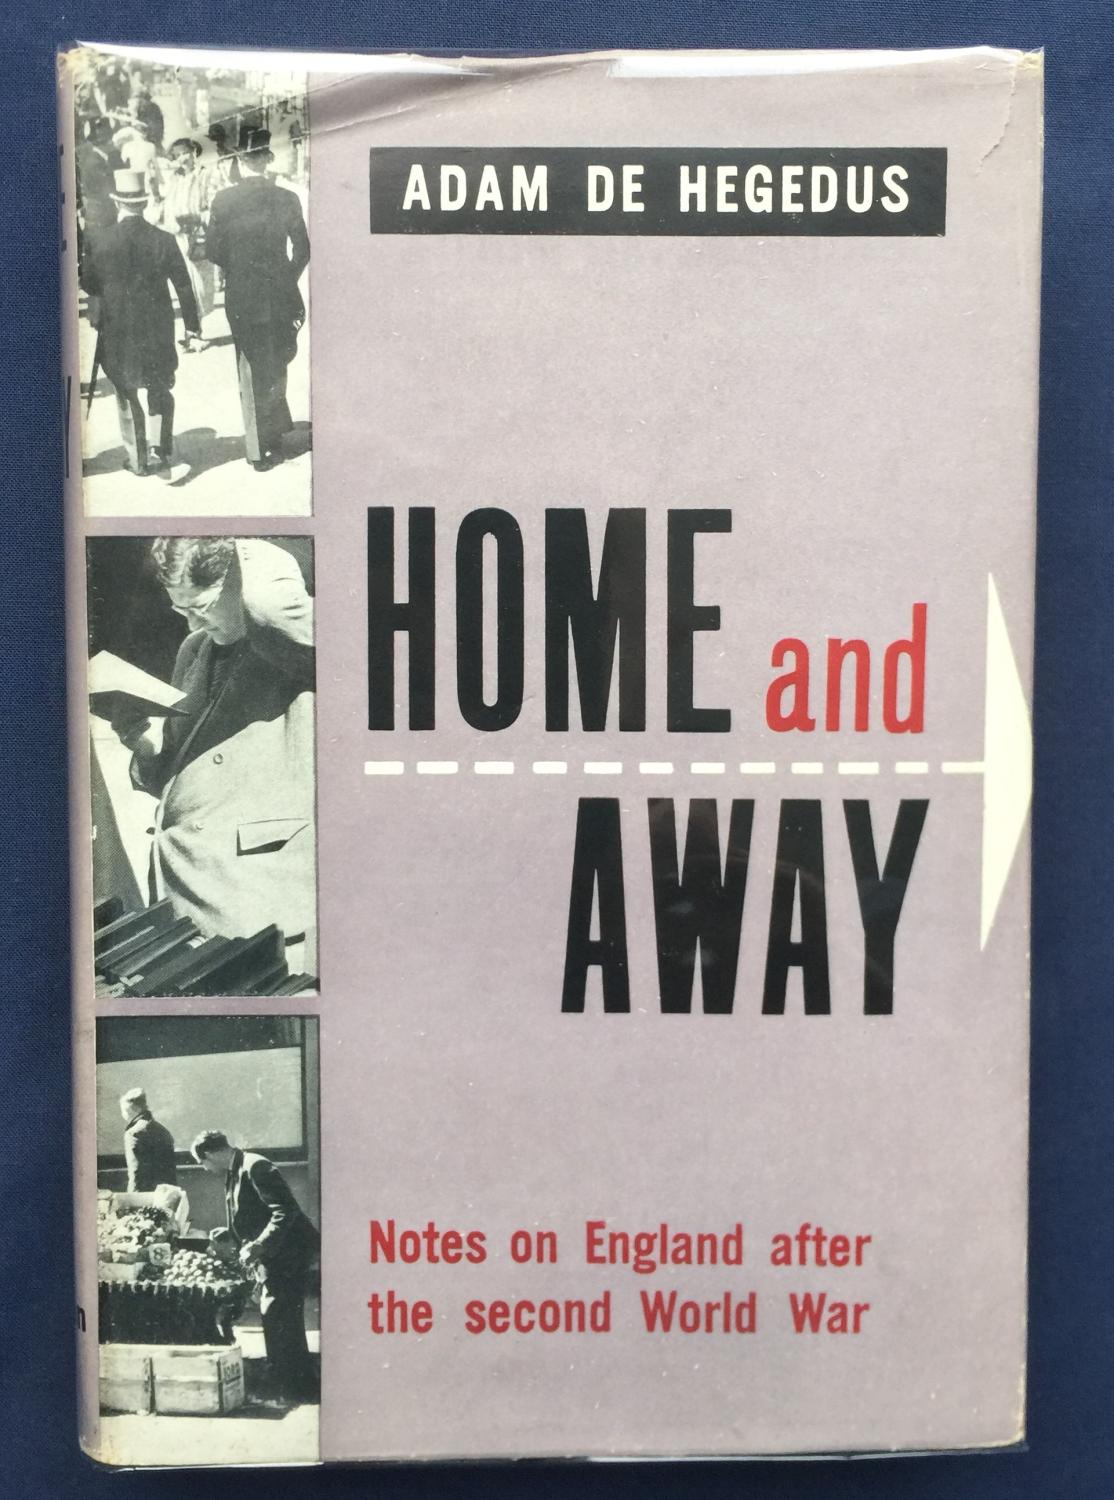 ADAM DE HEGEDUS
HOME and
AWAY
Notes on England after
the second World War